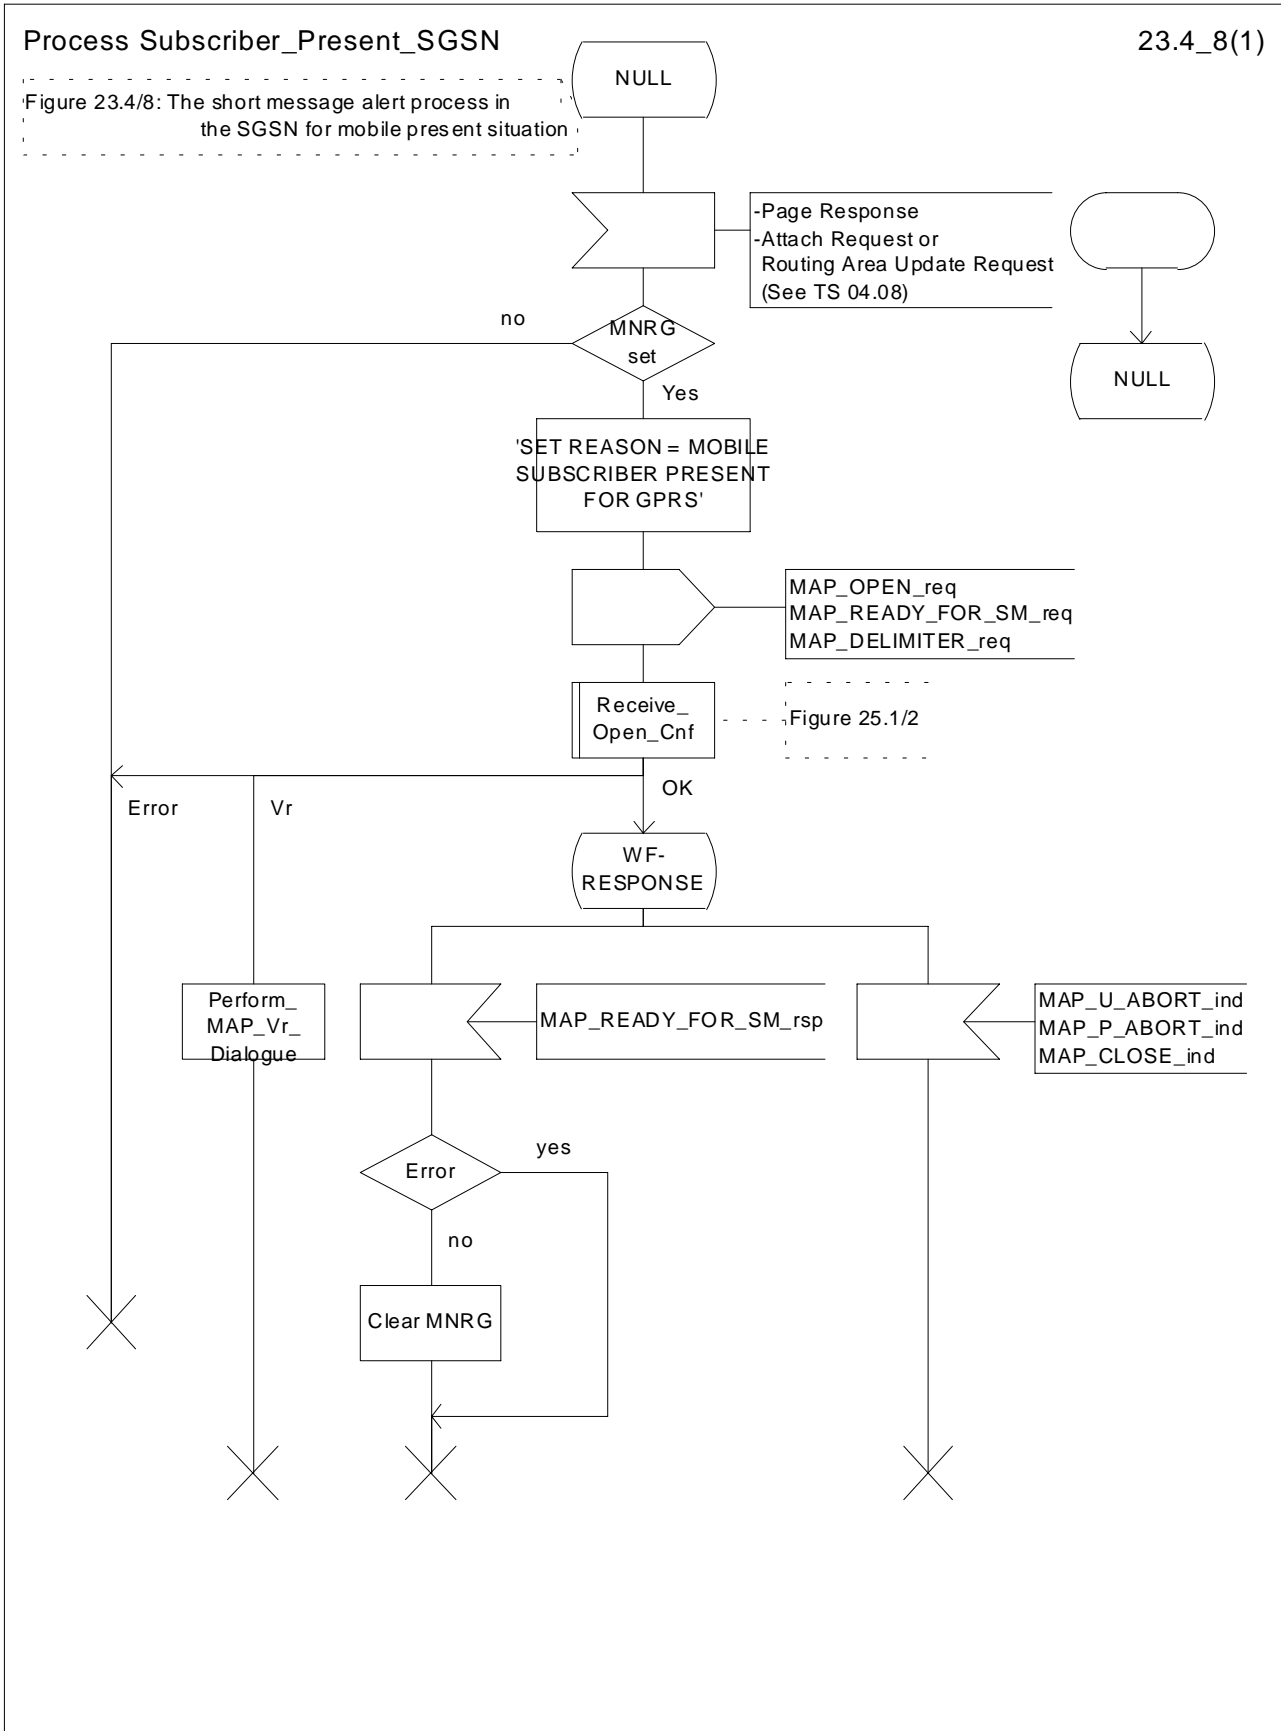 Process Subscriber_Present_SGSN
23.4_8(1)
Figure 23.4/8: The short message alert process in
the SGSN for mobile present situation
NULL
-Page Response
-Attach Request or
Routing Area Update Request
(See TS 04.08)
no
MNRG
set
Yes
NULL
'SET REASON = MOBILE
SUBSCRIBER PRESENT
FOR GPRS'
MAP_OPEN_req
MAP_READY_FOR_SM_req
MAP_DELIMITER_req
Receive_
Open_Cnf
Figure 25.1/2
Error
Vr
OK
WF-
RESPONSE
Perform_
MAP_Vr_
Dialogue
MAP_READY_FOR_SM_rsp
MAP_U_ABORT_ind
MAP_P_ABORT_ind
MAP_CLOSE_ind
Error
yes
no
Clear MNRG